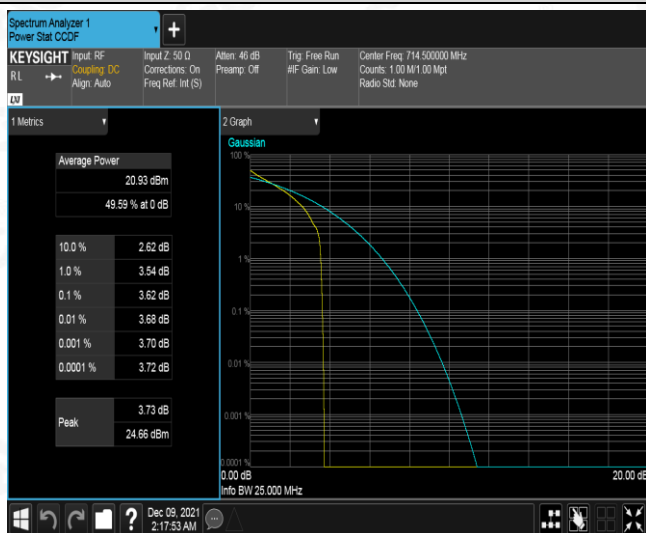 Spectrum Analyzer 1
Power Stat CCDF
+
KEYSIGHT Input: RF Input Z: 50 Ω Atten: 46 dB Trig: Free Run Center Freq: 714.500000 MHz
RL Coupling: DC Corrections: On Preamp: Off #IF Gain: Low Counts: 1.00 M/1.00 Mpt
Align: Auto Freq Ref: Int (S) Radio Std: None
LXI
1 Metrics
2 Graph
Average Power
20.93 dBm
49.59 % at 0 dB
10.0 % 2.62 dB
1.0 % 3.54 dB
0.1 % 3.62 dB
0.01 % 3.68 dB
0.001 % 3.70 dB
0.0001 % 3.72 dB
Peak 3.73 dB
24.66 dBm
Gaussian
100 %
10 %
1 %
0.1 %
0.01 %
0.001 %
0.0001 %
0.00 dB 20.00 dB
Info BW 25.000 MHz
? Dec 09, 2021
2:17:53 AM